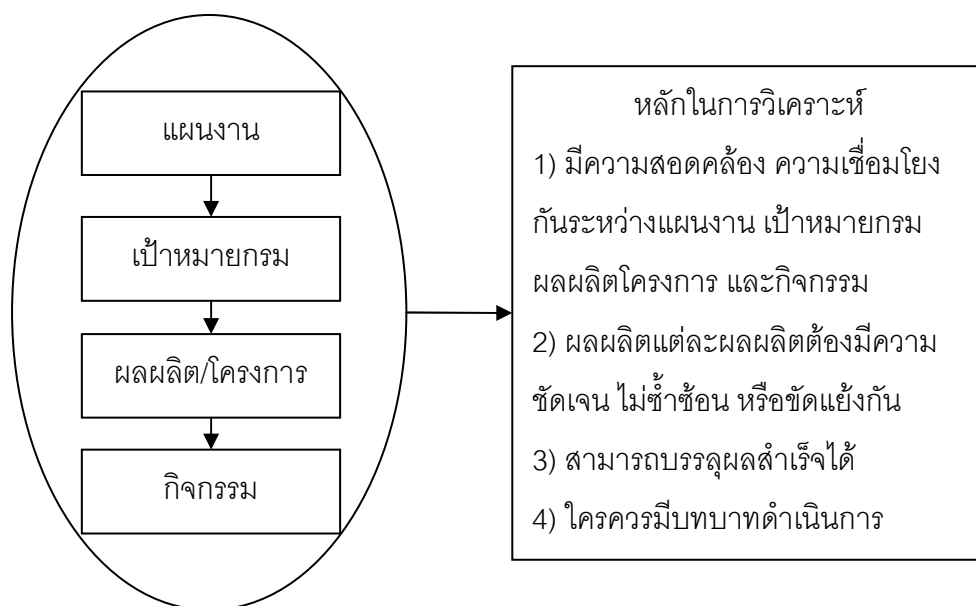 แผนงาน
เป้าหมายกรม
ผลผลิต/โครงการ
กิจกรรม
หลักในการวิเคราะห์
1) มีความสอดคล้อง ความเชื่อมโยง
กันระหว่างแผนงาน เป้าหมายกรม
ผลผลิตโครงการ และกิจกรรม
2) ผลผลิตแต่ละผลผลิตต้องมีความ
ชัดเจน ไม่ซ้ำซ้อน หรือขัดแย้งกัน
3) สามารถบรรลุผลสำเร็จได้
4) ใครควรมีบทบาทดำเนินการ